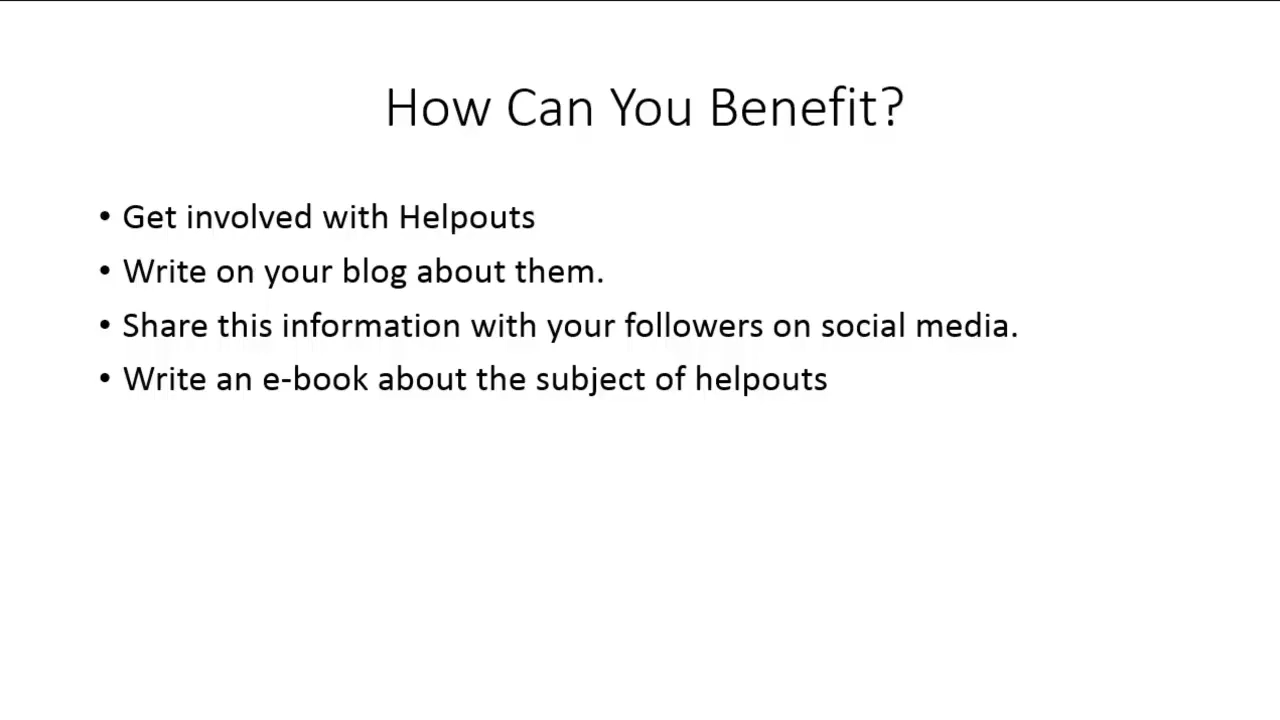 How Can You Benefit?
• Get involved with Helpouts
• Write on your blog about them.
• Share this information with your followers on social media.
• Write an e-book about the subject of helpouts